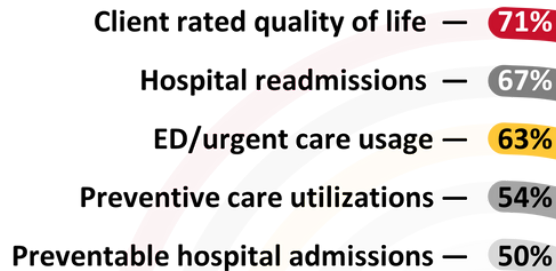 Client rated quality of life — 71%
Hospital readmissions — 67%
ED/urgent care usage — 63%
Preventive care utilizations — 54%
Preventable hospital admissions — 50%